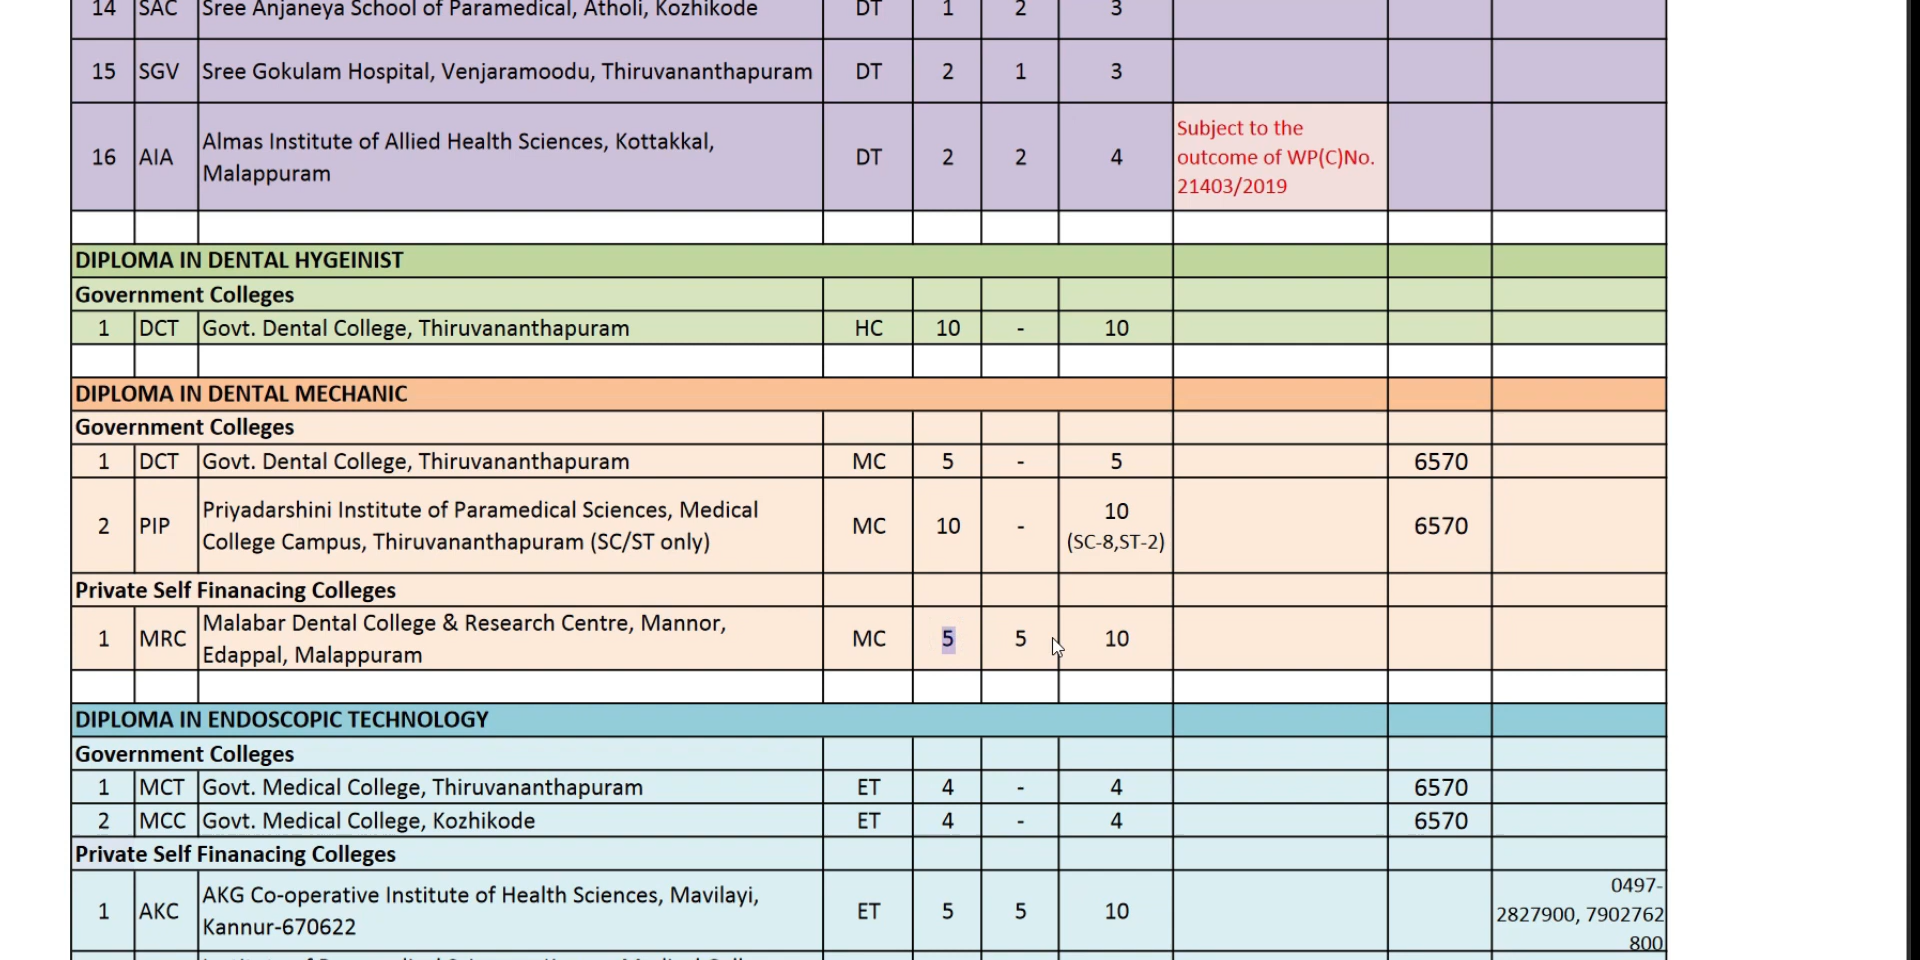 14 SAC Sree Anjaneya School of Paramedical, Atholi, Kozhikode DT 1 2 3
15 SGV Sree Gokulam Hospital, Venjaramoodu, Thiruvananthapuram DT 2 1 3
16 AIA Almas Institute of Allied Health Sciences, Kottakkal,
Malappuram DT 2 2 4
Subject to the
outcome of WP(C)No.
21403/2019
DIPLOMA IN DENTAL HYGEINIST
Government Colleges
1 DCT Govt. Dental College, Thiruvananthapuram HC 10 - 10
DIPLOMA IN DENTAL MECHANIC
Government Colleges
1 DCT Govt. Dental College, Thiruvananthapuram MC 5 - 5 6570
2 PIP Priyadarshini Institute of Paramedical Sciences, Medical
College Campus, Thiruvananthapuram (SC/ST only) MC 10 - 10
(SC-8,ST-2) 6570
Private Self Finanacing Colleges
1 MRC Malabar Dental College & Research Centre, Mannor,
Edappal, Malappuram MC 5 5 10
DIPLOMA IN ENDOSCOPIC TECHNOLOGY
Government Colleges
1 MCT Govt. Medical College, Thiruvananthapuram ET 4 - 4 6570
2 MCC Govt. Medical College, Kozhikode ET 4 - 4 6570
Private Self Finanacing Colleges
1 AKC AKG Co-operative Institute of Health Sciences, Mavilayi,
Kannur-670622 ET 5 5 10
0497-
2827900, 7902762
800